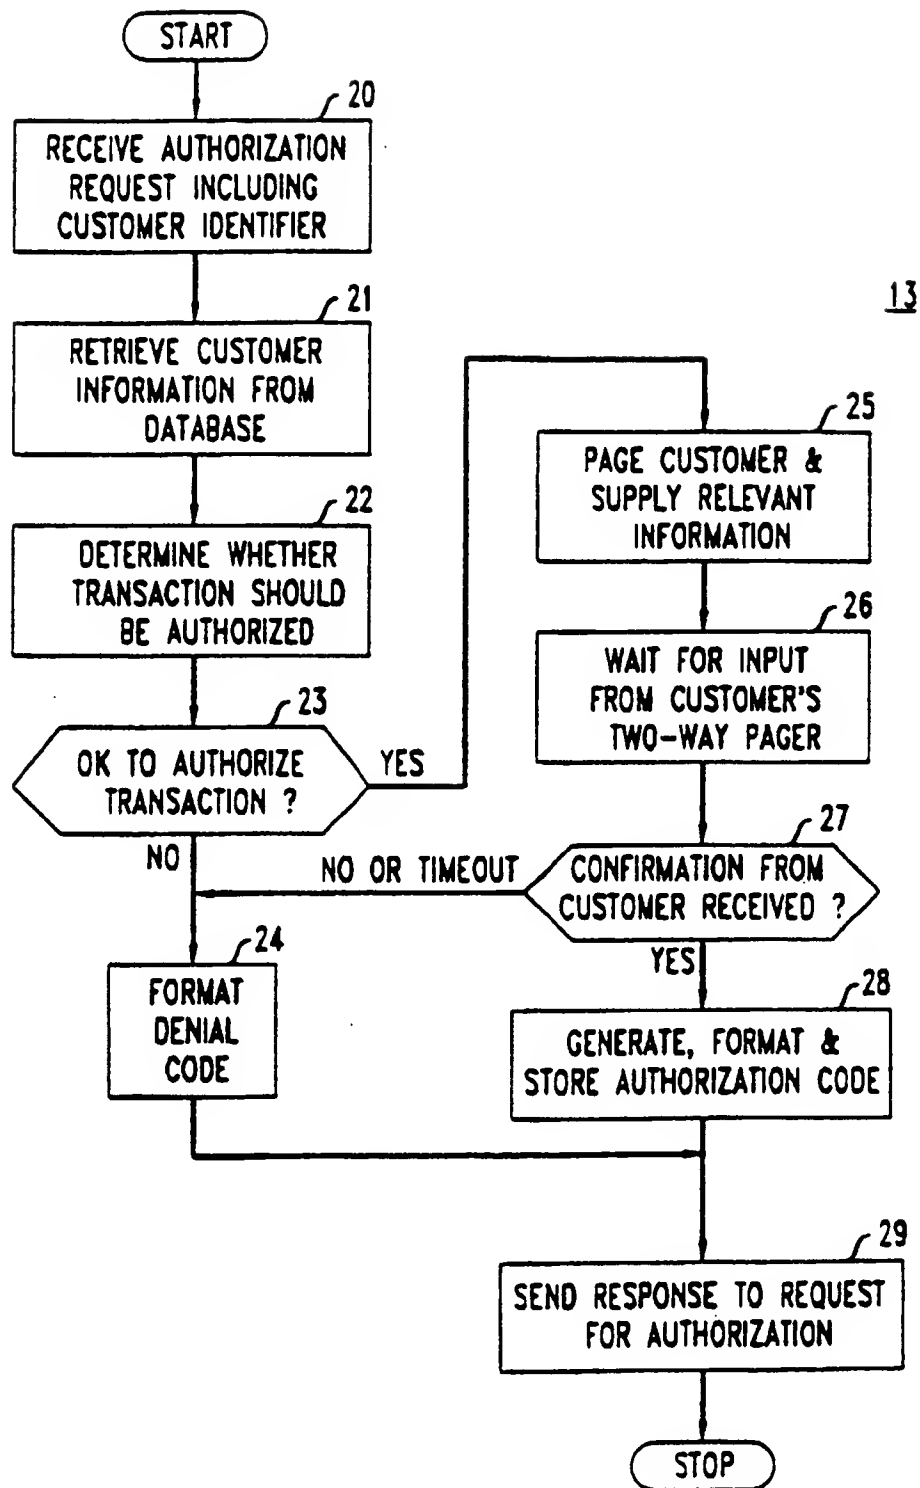 START
20
RECEIVE AUTHORIZATION
REQUEST INCLUDING
CUSTOMER IDENTIFIER
21
RETRIEVE CUSTOMER
INFORMATION FROM
DATABASE
22
DETERMINE WHETHER
TRANSACTION SHOULD
BE AUTHORIZED
23
OK TO AUTHORIZE
TRANSACTION ?
YES
NO
24
FORMAT
DENIAL
CODE
13
25
PAGE CUSTOMER &
SUPPLY RELEVANT
INFORMATION
26
WAIT FOR INPUT
FROM CUSTOMER'S
TWO-WAY PAGER
27
CONFIRMATION FROM
CUSTOMER RECEIVED ?
NO OR TIMEOUT
YES
28
GENERATE, FORMAT &
STORE AUTHORIZATION CODE
29
SEND RESPONSE TO REQUEST
FOR AUTHORIZATION
STOP